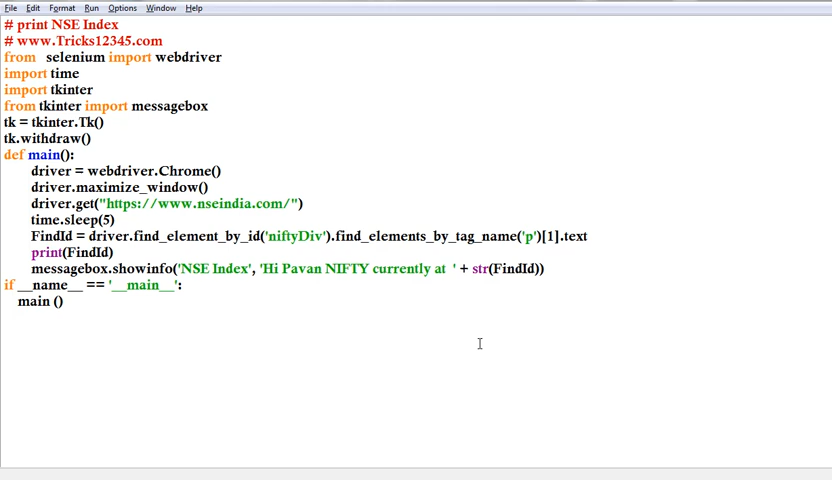 File Edit Format Run Options Window Help
# print NSE Index
# www.Tricks12345.com
from   selenium import webdriver
import time
import tkinter
from tkinter import messagebox
tk = tkinter.Tk()
tk.withdraw()
def main():
    driver = webdriver.Chrome()
    driver.maximize_window()
    driver.get("https://www.nseindia.com/")
    time.sleep(5)
    FindId = driver.find_element_by_id('niftyDiv').find_elements_by_tag_name('p')[1].text
    print(FindId)
    messagebox.showinfo('NSE Index', 'Hi Pavan NIFTY currently at  ' + str(FindId))
if __name__ == '__main__':
  main ()